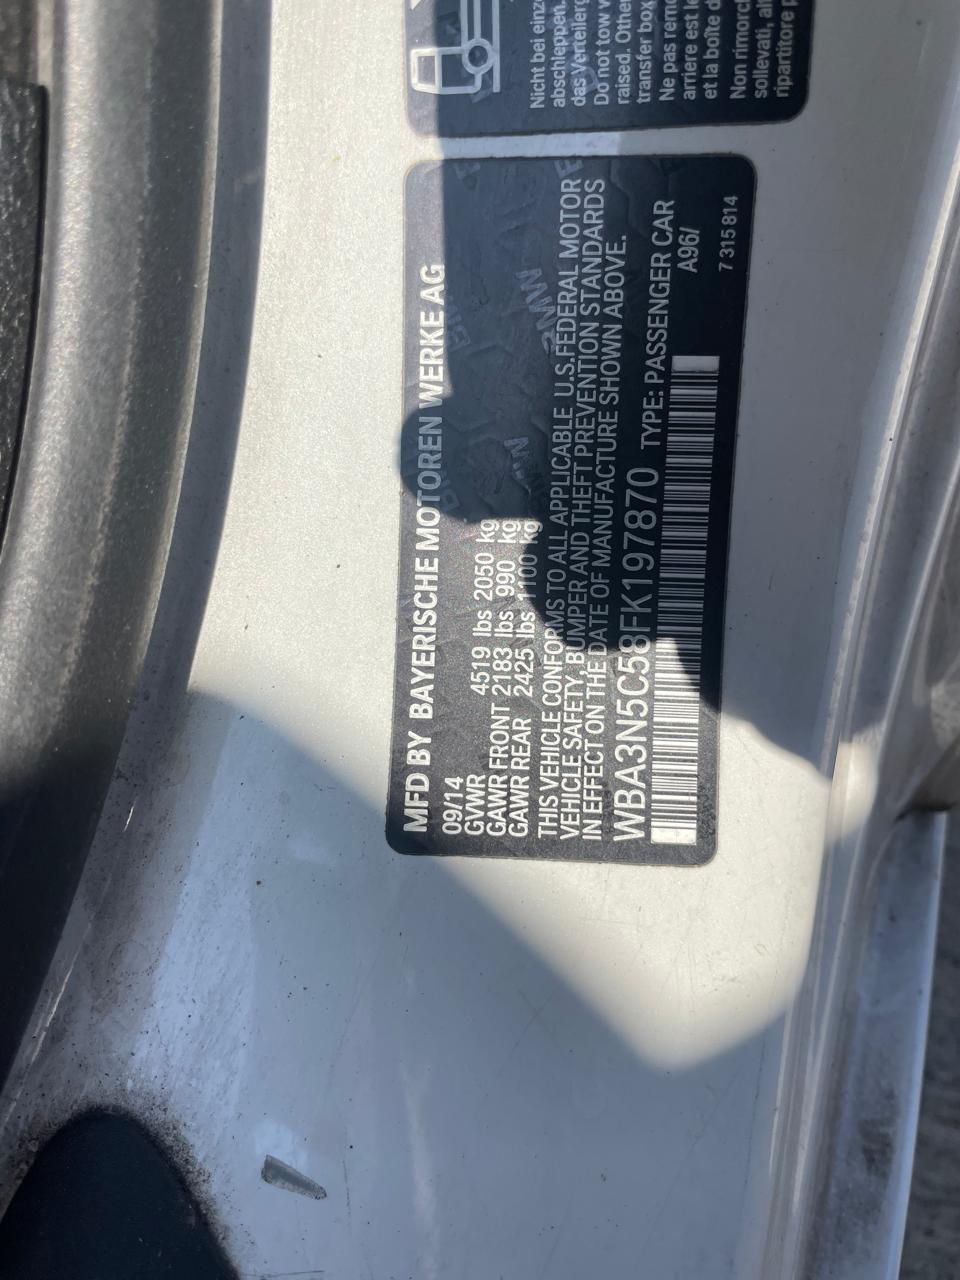 Nicht bei einz
abschleppen.
das Verteilerg
Do not tow w
raised. Othe
transfer box
Ne pas remo
arriere est le
et la boîte d
Non rimorch
sollevati, al
ripartitore p
MFD BY BAYERISCHE MOTOREN WERKE AG
09/14
GVWR 4519 lbs 2050 kg
GAWR FRONT 2183 lbs 990 kg
GAWR REAR 2425 lbs 1100 kg
THIS VEHICLE CONFORMS TO ALL APPLICABLE U.S.FEDERAL MOTOR
VEHICLE SAFETY, BUMPER AND THEFT PREVENTION STANDARDS
IN EFFECT ON THE DATE OF MANUFACTURE SHOWN ABOVE.
WBA3N5C58FK197870 TYPE: PASSENGER CAR
A96/
7 315 814